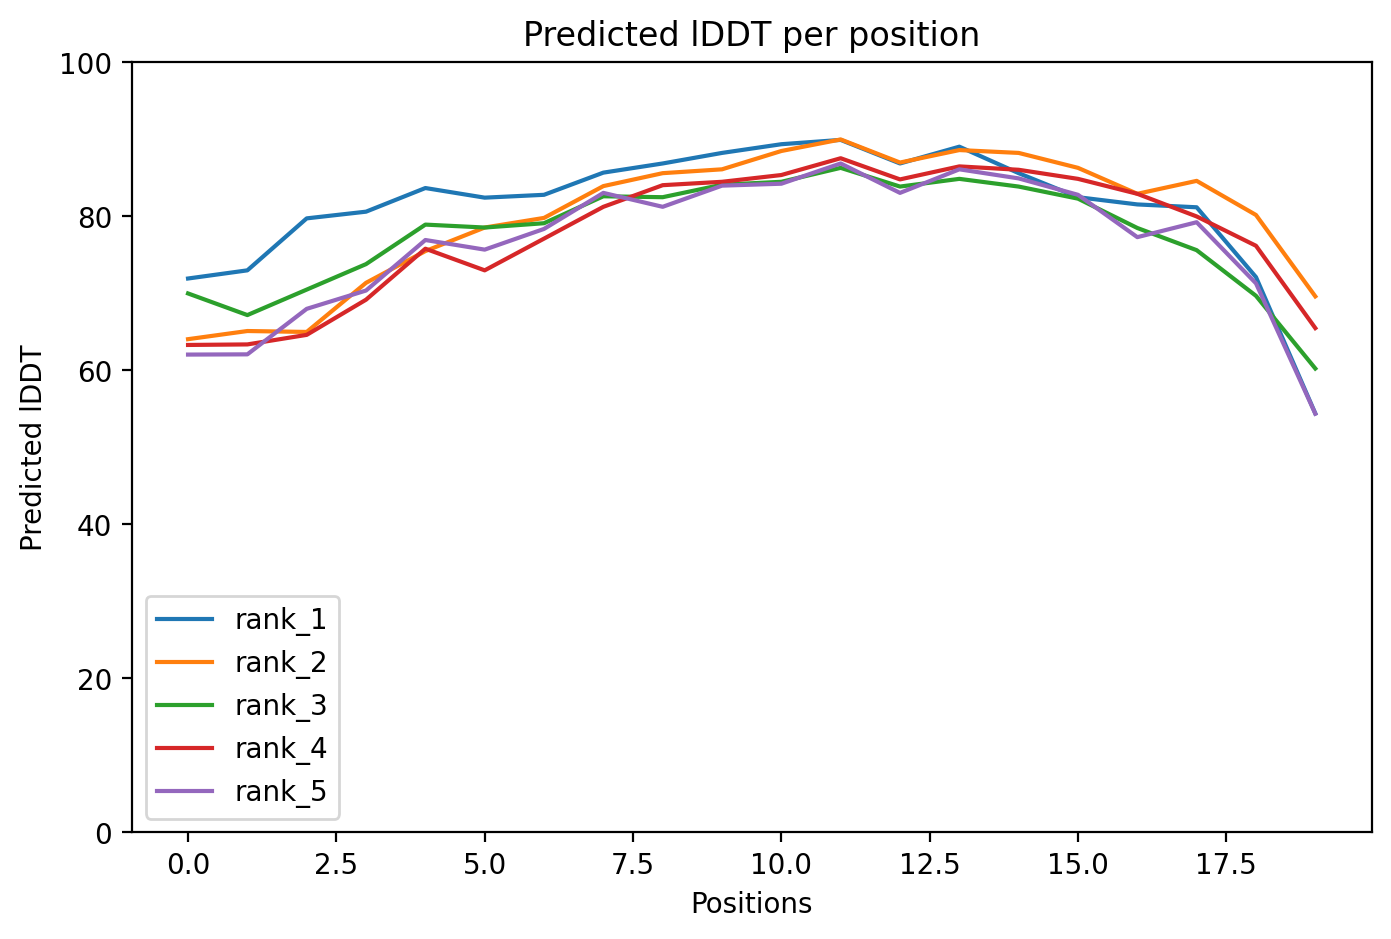 Predicted lDDT per position
100
80
60
40
20
0
Predicted lDDT
rank_1
rank_2
rank_3
rank_4
rank_5
0.0 2.5 5.0 7.5 10.0 12.5 15.0 17.5
Positions